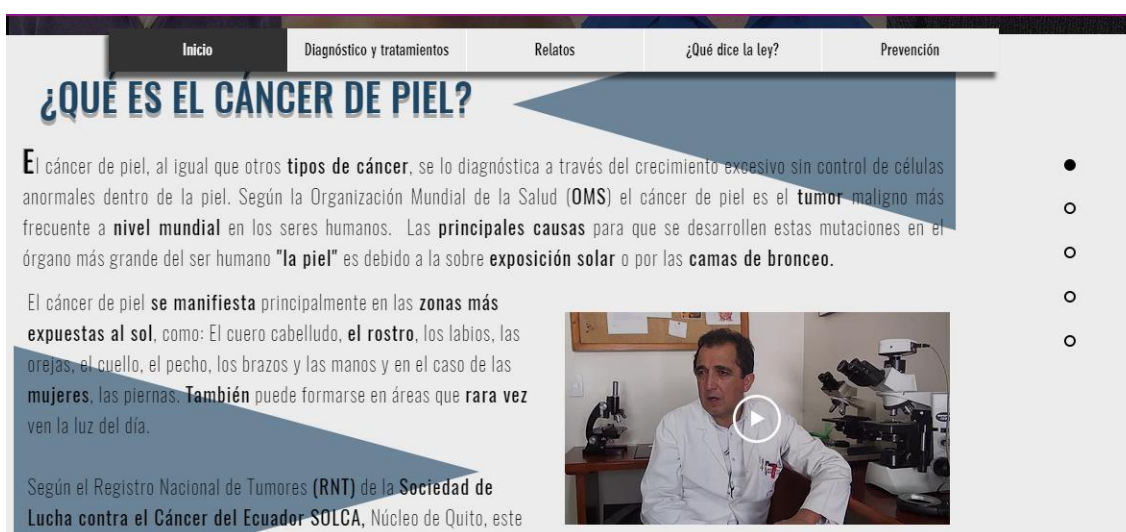 Inicio
Diagnóstico y tratamientos
Relatos
¿Qué dice la ley?
Prevención
¿QUÉ ES EL CÁNCER DE PIEL?
El cáncer de piel, al igual que otros tipos de cáncer, se lo diagnóstica a través del crecimiento excesivo sin control de células
anormales dentro de la piel. Según la Organización Mundial de la Salud (OMS) el cáncer de piel es el tumor maligno más
frecuente a nivel mundial en los seres humanos. Las principales causas para que se desarrollen estas mutaciones en el
órgano más grande del ser humano "la piel" es debido a la sobre exposición solar o por las camas de bronceo.
El cáncer de piel se manifiesta principalmente en las zonas más
expuestas al sol, como: El cuero cabelludo, el rostro, los labios, las
orejas, el cuello, el pecho, los brazos y las manos y en el caso de las
mujeres, las piernas. También puede formarse en áreas que rara vez
ven la luz del día.
Según el Registro Nacional de Tumores (RNT) de la Sociedad de
Lucha contra el Cáncer del Ecuador SOLCA, Núcleo de Quito, este